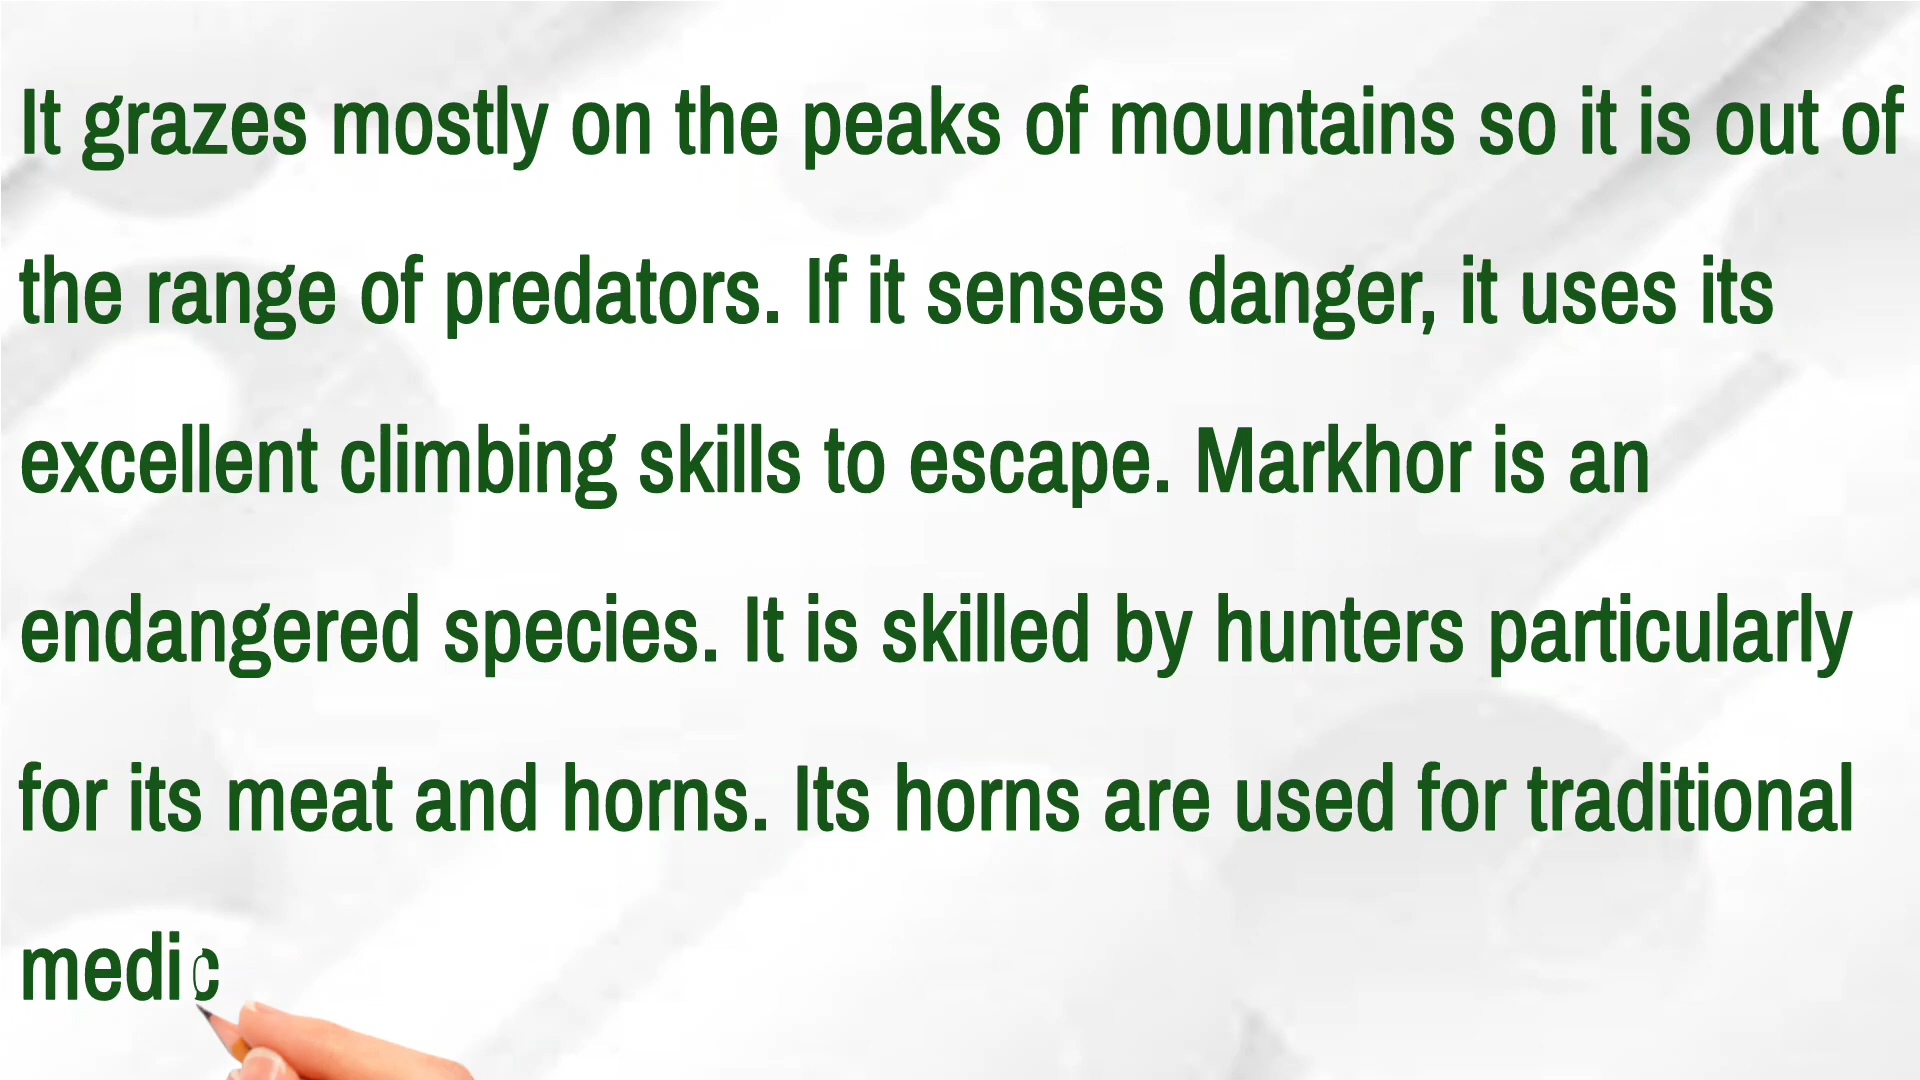 It grazes mostly on the peaks of mountains so it is out of
the range of predators. If it senses danger, it uses its
excellent climbing skills to escape. Markhor is an
endangered species. It is skilled by hunters particularly
for its meat and horns. Its horns are used for traditional
medic